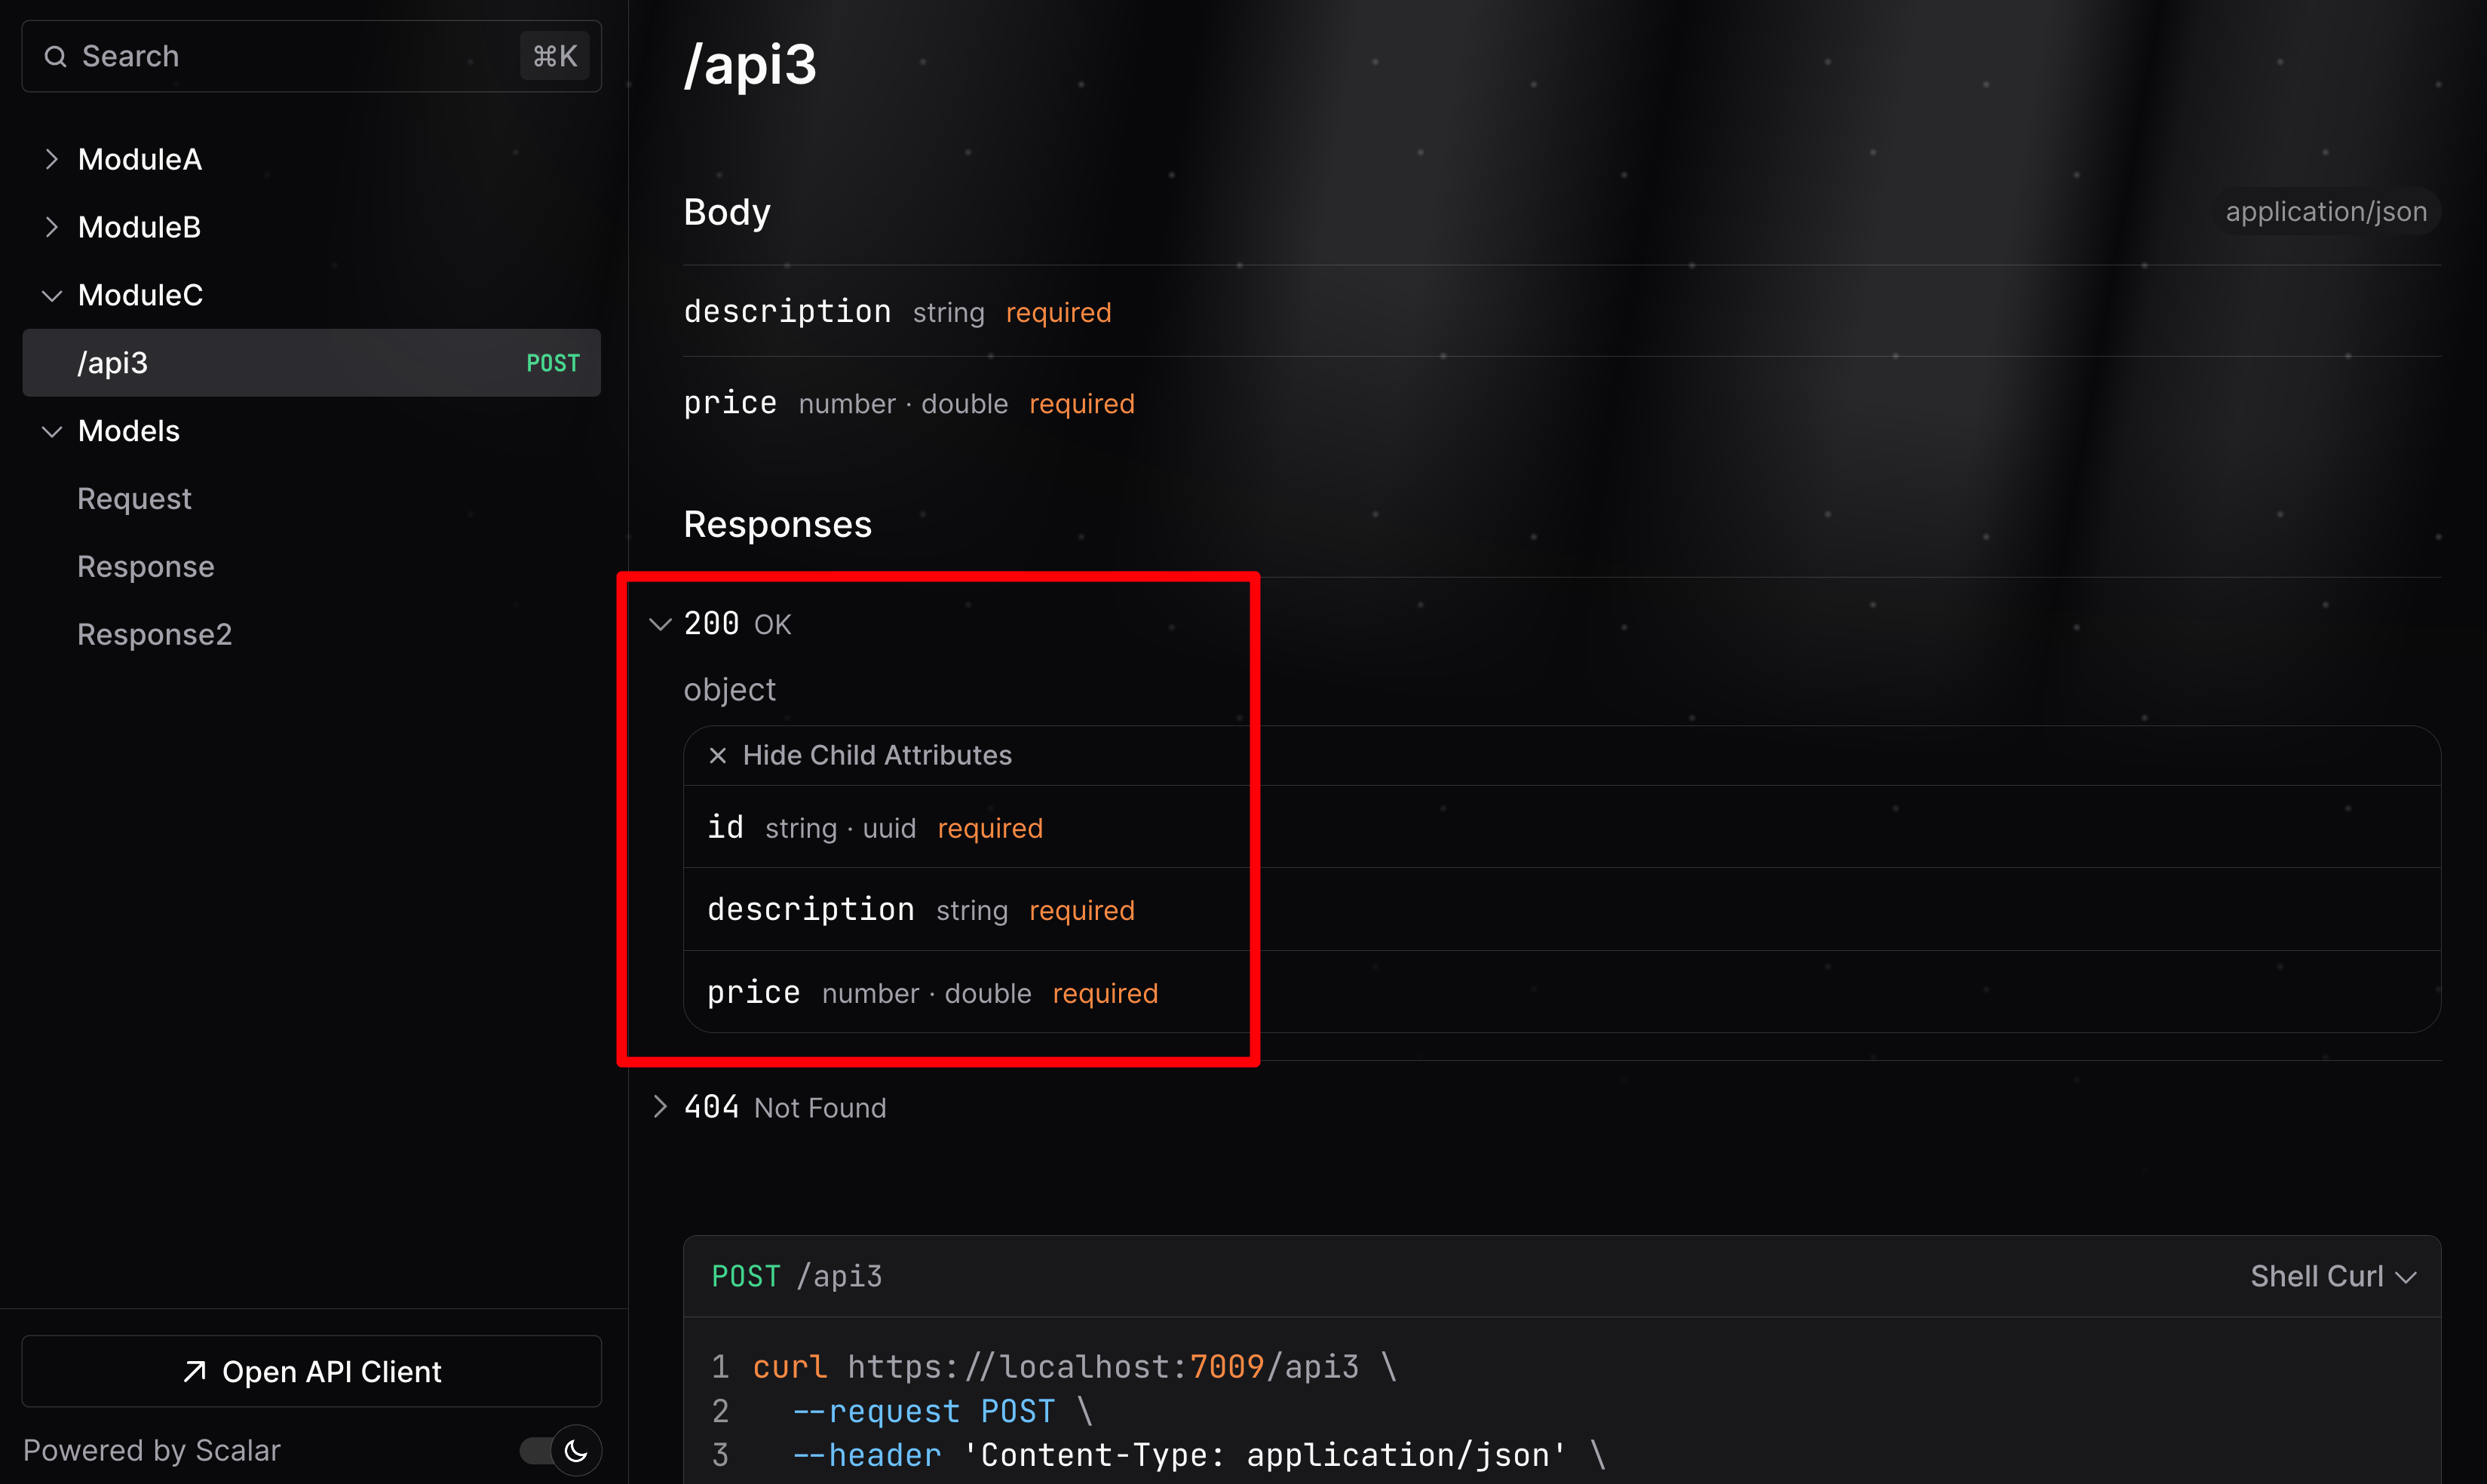 Search ⌘K
ModuleA
ModuleB
ModuleC
/api3 POST
Models
Request
Response
Response2
Open API Client
Powered by Scalar
/api3
Body application/json
description string required
price number · double required
Responses
200 OK
object
Hide Child Attributes
id string · uuid required
description string required
price number · double required
404 Not Found
POST /api3 Shell Curl
1 curl https://localhost:7009/api3 \
2 --request POST \
3 --header 'Content-Type: application/json' \